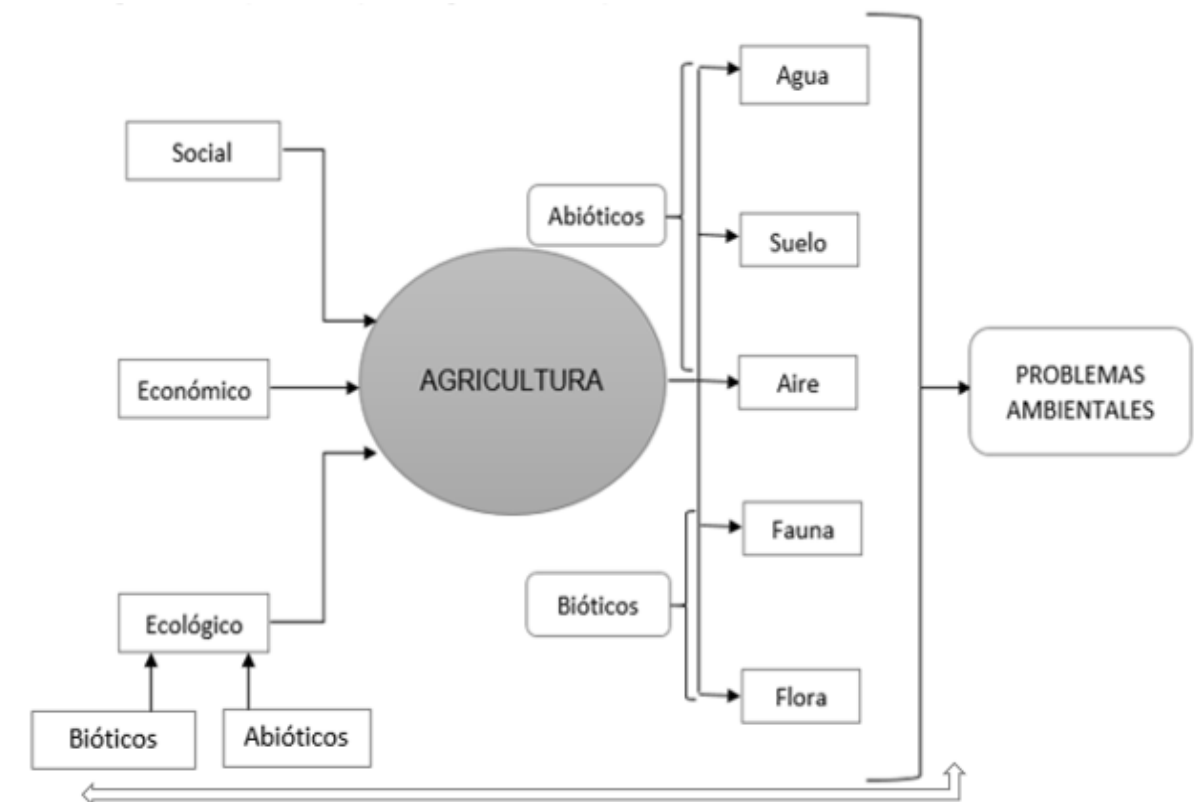 Agua
Social
Abióticos
Suelo
AGRICULTURA
Económico
Aire
PROBLEMAS
AMBIENTALES
Fauna
Bióticos
Ecológico
Flora
Bióticos
Abióticos